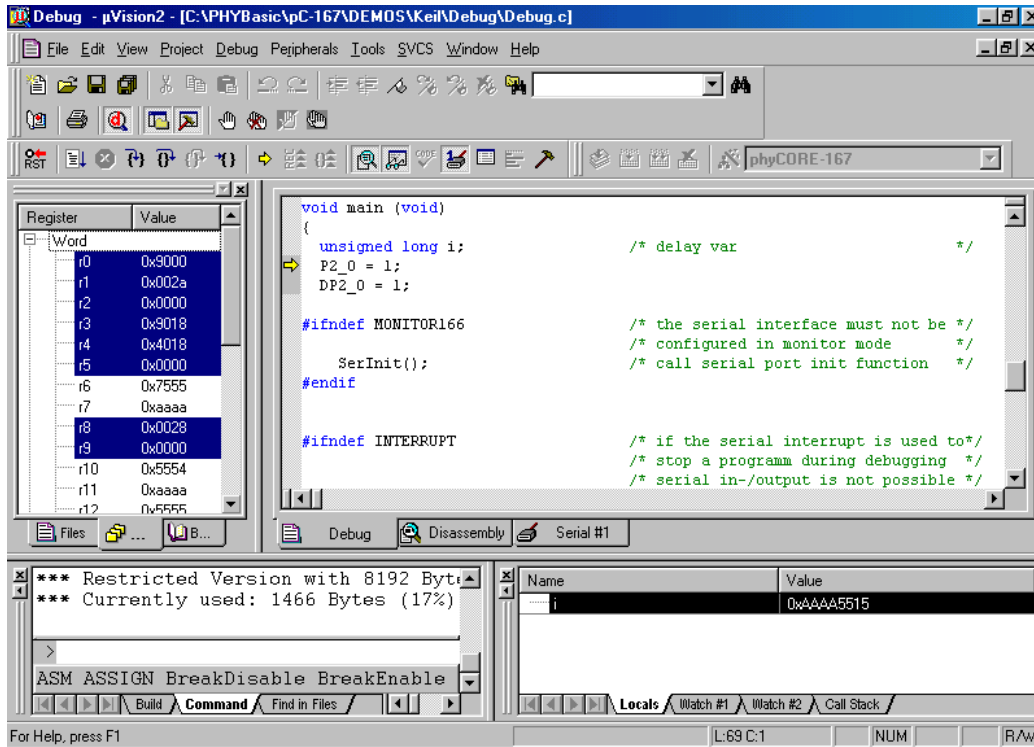 Debug - µVision2 - [C:\PHYBasic\pC-167\DEMOS\Keil\Debug\Debug.c]
File Edit View Project Debug Peripherals Tools SVCS Window Help
RST
CODE
phyCORE-167
Register Value
Word
r0 0x9000
r1 0x002a
r2 0x0000
r3 0x9018
r4 0x4018
r5 0x0000
r6 0x7555
r7 0xaaaa
r8 0x0028
r9 0x0000
r10 0x5554
r11 0xaaaa
r12 0x5555
Files ... B...
void main (void)
{
unsigned long i; /* delay var */
P2_0 = 1;
DP2_0 = 1;
#ifndef MONITOR166 /* the serial interface must not be */
/* configured in monitor mode */
SerInit(); /* call serial port init function */
#endif
#ifndef INTERRUPT /* if the serial interrupt is used to*/
/* stop a programm during debugging */
/* serial in-/output is not possible */
Debug Disassembly Serial #1
*** Restricted Version with 8192 Byt
*** Currently used: 1466 Bytes (17%)
>
ASM ASSIGN BreakDisable BreakEnable
Build Command Find in Files
Name Value
i 0xAAAA5515
Locals Watch #1 Watch #2 Call Stack
For Help, press F1 L:69 C:1 NUM R/w